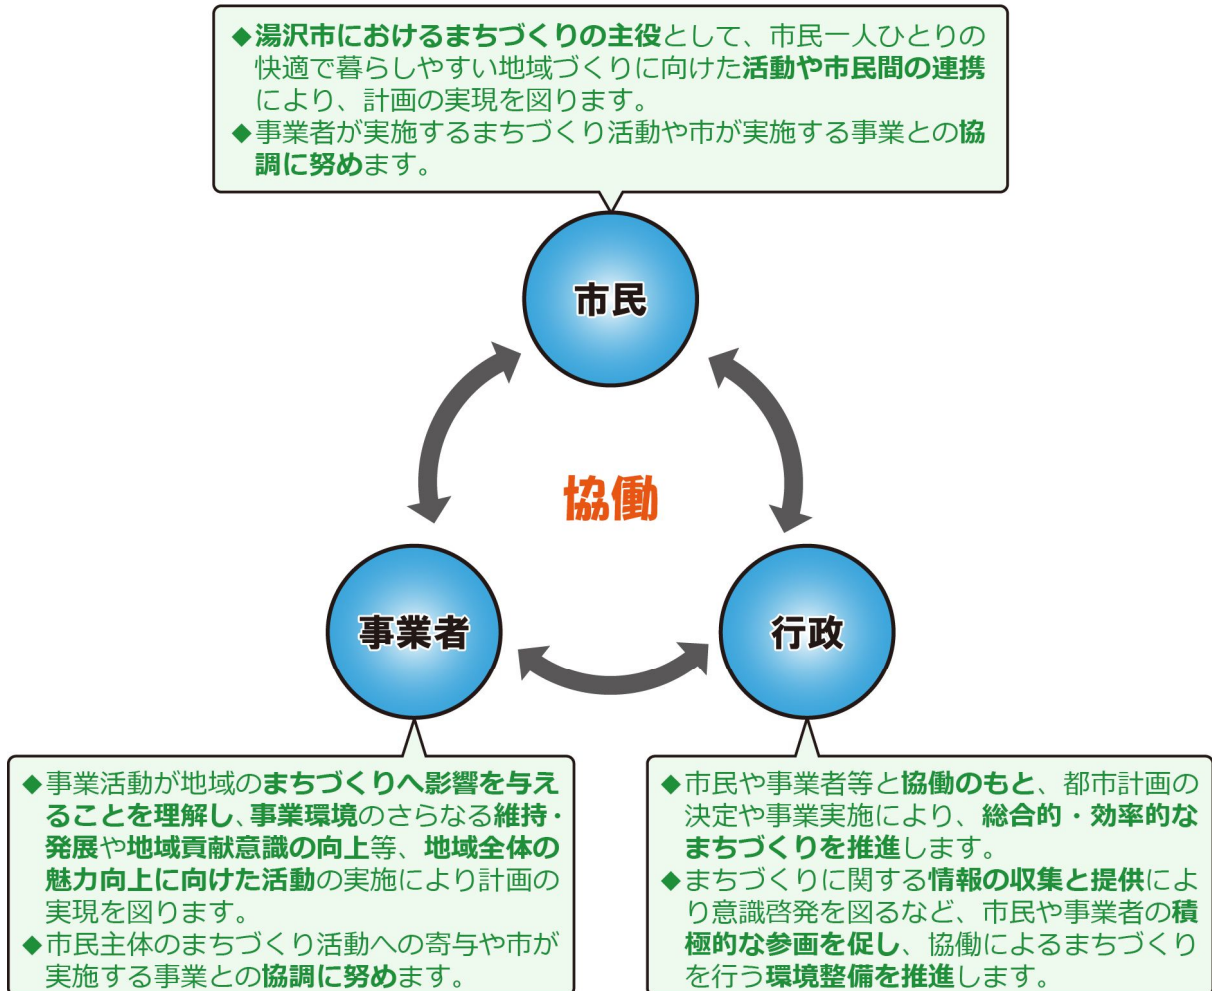 ◆湯沢市におけるまちづくりの主役として、市民一人ひとりの
快適で暮らしやすい地域づくりに向けた活動や市民間の連携
により、計画の実現を図ります。
◆事業者が実施するまちづくり活動や市が実施する事業との協
調に努めます。
市民
協働
事業者
行政
◆事業活動が地域のまちづくりへ影響を与え
ることを理解し、事業環境のさらなる維持・
発展や地域貢献意識の向上等、地域全体の
魅力向上に向けた活動の実施により計画の
実現を図ります。
◆市民主体のまちづくり活動への寄与や市が
実施する事業との協調に努めます。
◆市民や事業者等と協働のもと、都市計画の
決定や事業実施により、総合的・効率的な
まちづくりを推進します。
◆まちづくりに関する情報の収集と提供によ
り意識啓発を図るなど、市民や事業者の積
極的な参画を促し、協働によるまちづくり
を行う環境整備を推進します。